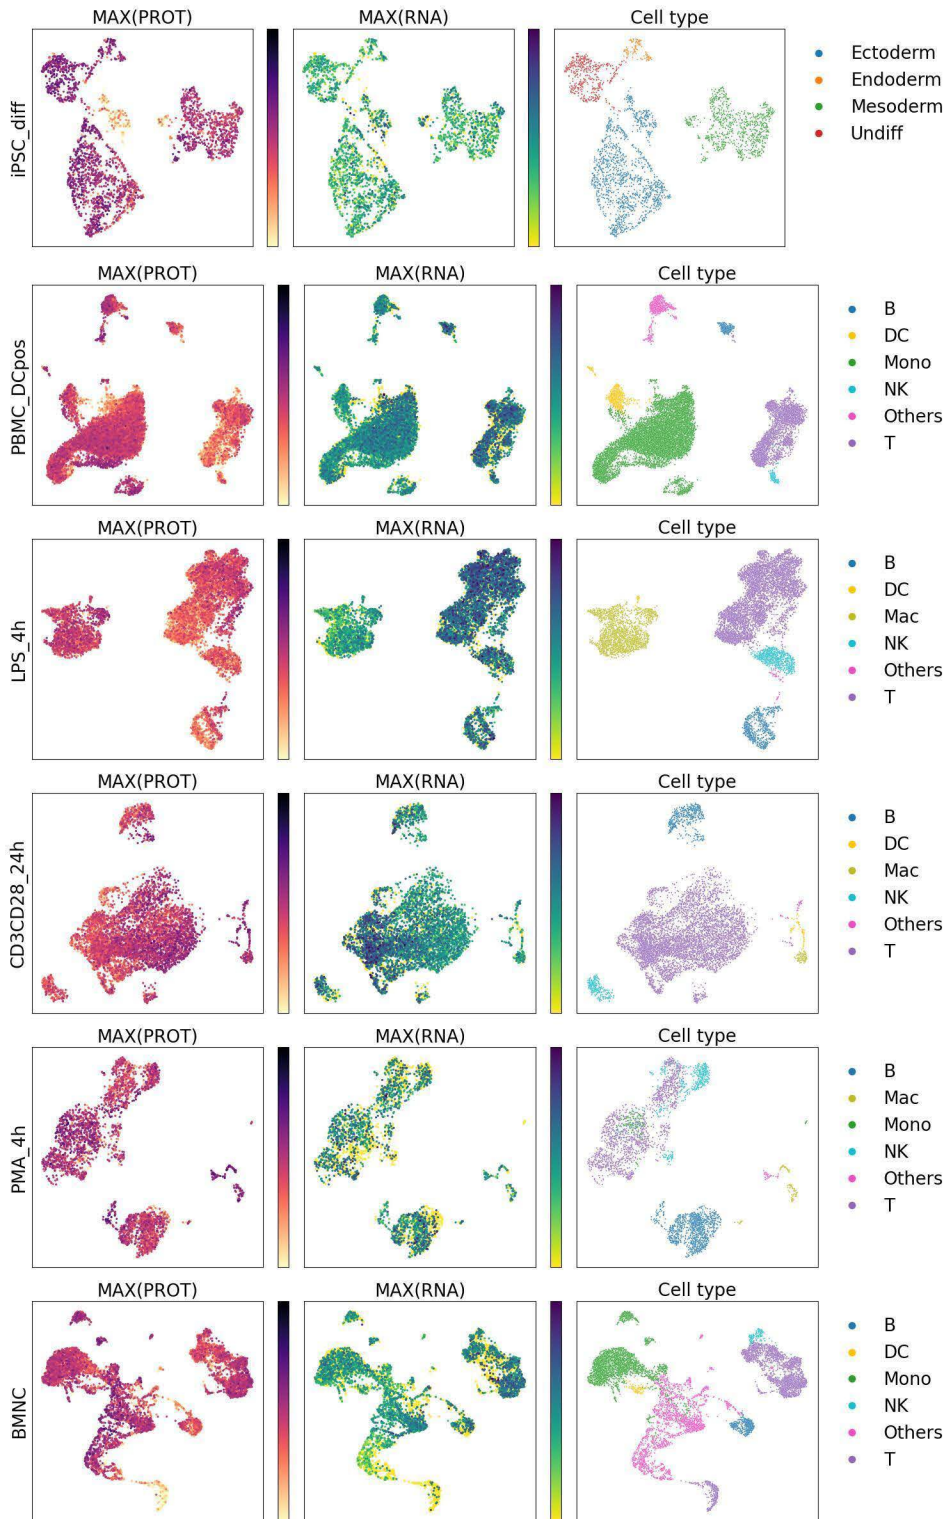 MAX(PROT) MAX(RNA) Cell type
iPSC_diff
Ectoderm
Endoderm
Mesoderm
Undiff
MAX(PROT) MAX(RNA) Cell type
PBMC_DCpos
B
DC
Mono
NK
Others
T
MAX(PROT) MAX(RNA) Cell type
LPS_4h
B
DC
Mac
NK
Others
T
MAX(PROT) MAX(RNA) Cell type
CD3CD28_24h
B
DC
Mac
NK
Others
T
MAX(PROT) MAX(RNA) Cell type
PMA_4h
B
Mac
Mono
NK
Others
T
MAX(PROT) MAX(RNA) Cell type
BMNC
B
DC
Mono
NK
Others
T